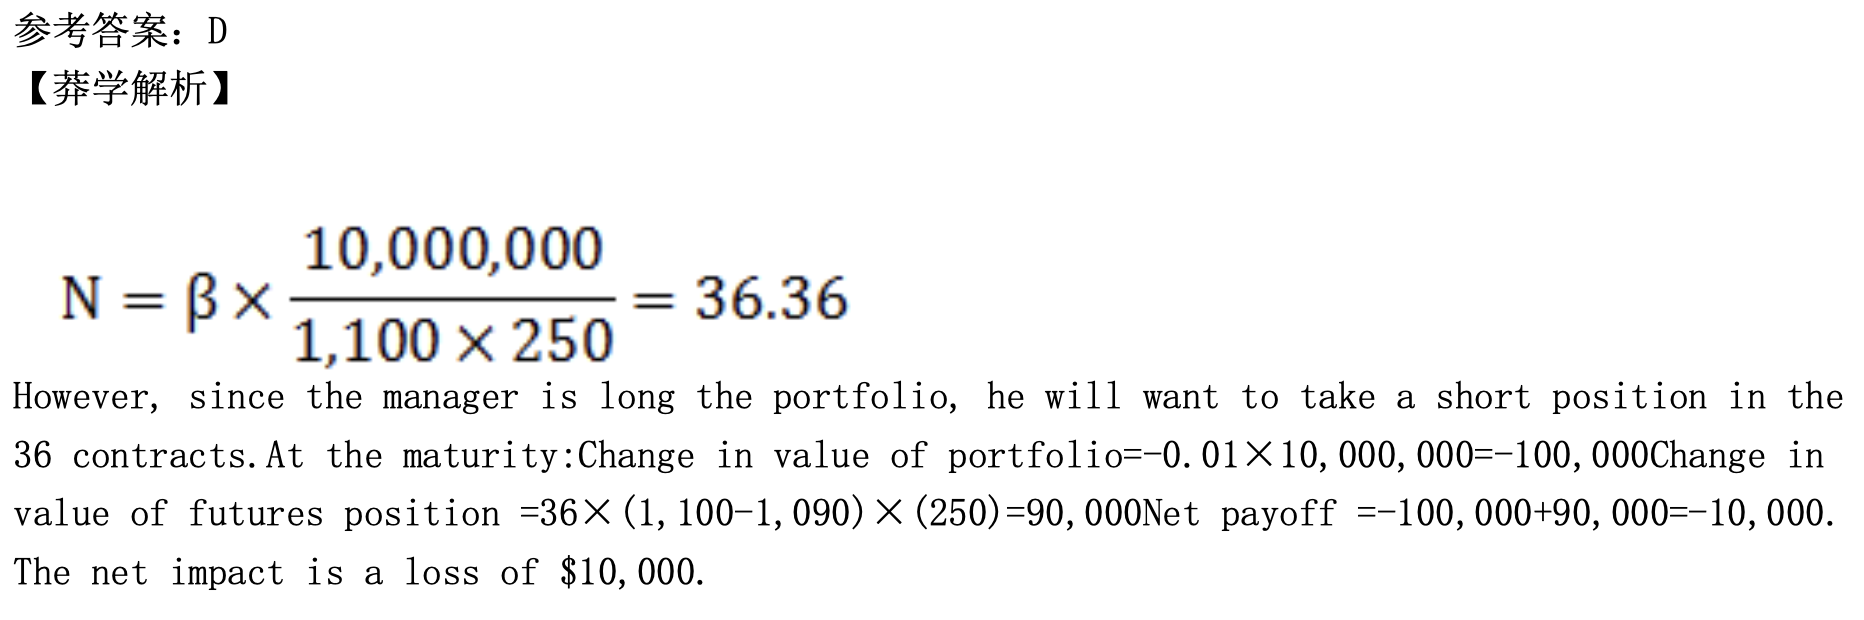 参考答案：D
【莽学解析】
N = β × 10,000,000 / 1,100 × 250 = 36.36
However, since the manager is long the portfolio, he will want to take a short position in the
36 contracts.At the maturity:Change in value of portfolio=-0.01×10,000,000=-100,000Change in
value of futures position =36×(1,100-1,090)×(250)=90,000Net payoff =-100,000+90,000=-10,000.
The net impact is a loss of $10,000.